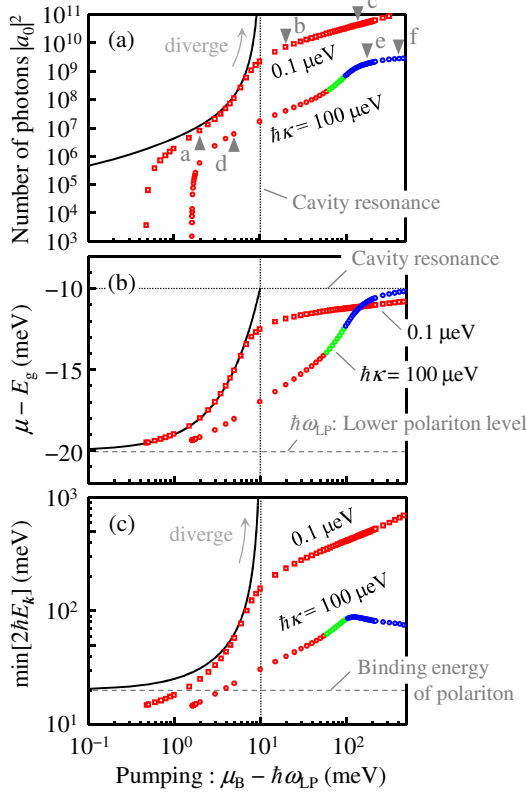 Number of photons |a₀|²
10¹¹
10¹⁰
10⁹
10⁸
10⁷
10⁶
10⁵
10⁴
10³
(a)
diverge
b
c
0.1 μeV
e
f
ħκ = 100 μeV
a
d
Cavity resonance
μ − E_g (meV)
−10
−15
−20
(b)
Cavity resonance
0.1 μeV
ħκ = 100 μeV
ħω_LP: Lower polariton level
min[2ħE_k] (meV)
10³
10²
10¹
(c)
diverge
0.1 μeV
ħκ = 100 μeV
Binding energy
of polariton
10⁻¹ 10⁰ 10¹ 10²
Pumping : μ_B − ħω_LP (meV)